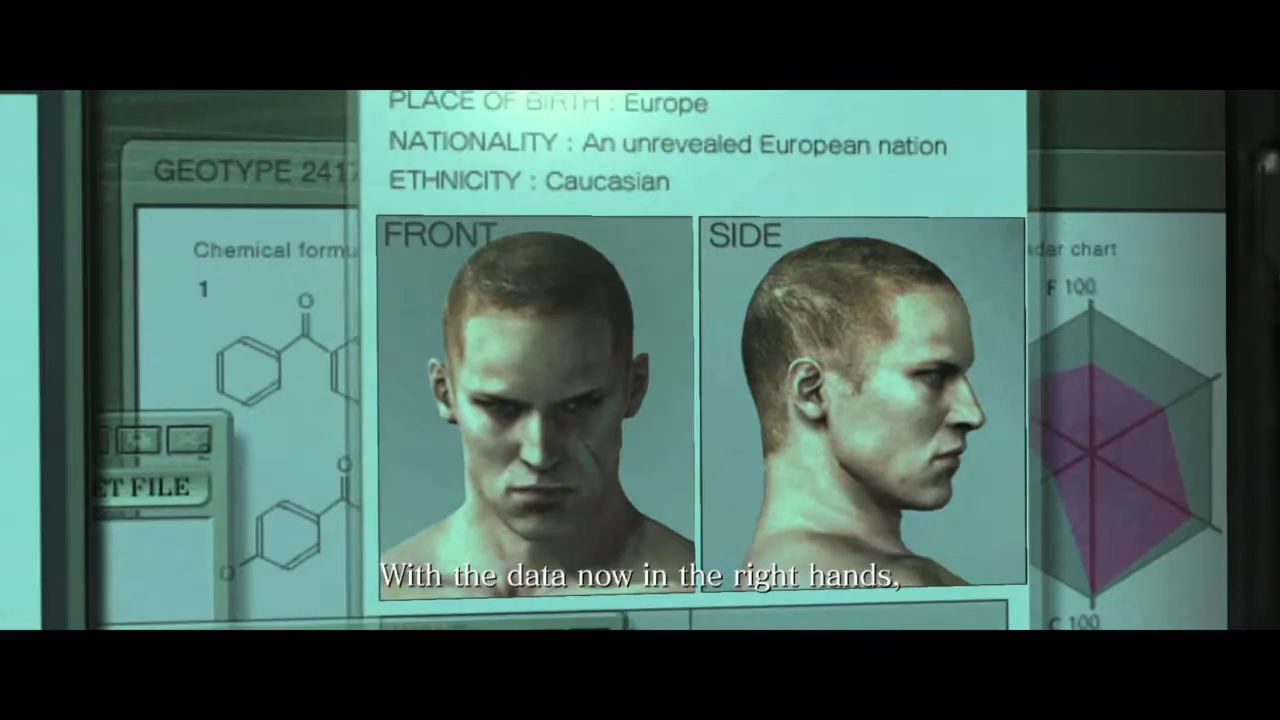 PLACE OF BIRTH : Europe
NATIONALITY : An unrevealed European nation
ETHNICITY : Caucasian
GEOTYPE 2417
FRONT
SIDE
Chemical formu
dar chart
1
O
F 100
ET FILE
O
O
With the data now in the right hands,
C 100